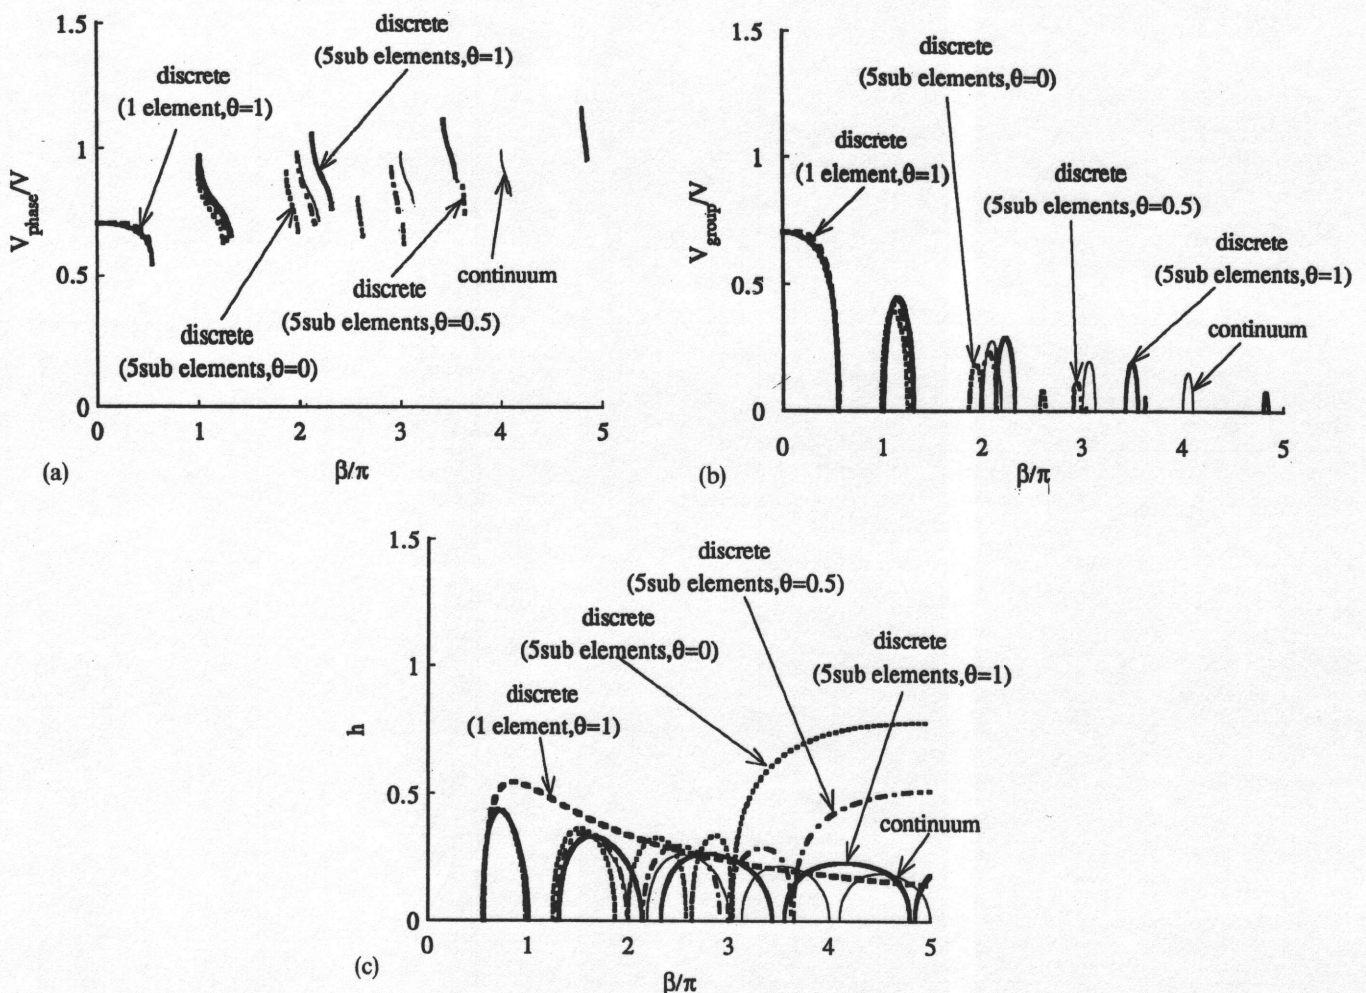 1.5
1
0.5
0
V_phase/V
discrete
(1 element,θ=1)
discrete
(5sub elements,θ=1)
discrete
(5sub elements,θ=0)
discrete
(5sub elements,θ=0.5)
continuum
0 1 2 3 4 5
(a)
β/π
1.5
1
0.5
0
V_group/V
discrete
(5sub elements,θ=0)
discrete
(1 element,θ=1)
discrete
(5sub elements,θ=0.5)
discrete
(5sub elements,θ=1)
continuum
0 1 2 3 4 5
(b)
β/π
1.5
1
0.5
0
h
discrete
(5sub elements,θ=0.5)
discrete
(5sub elements,θ=0)
discrete
(5sub elements,θ=1)
discrete
(1 element,θ=1)
continuum
0 1 2 3 4 5
(c)
β/π